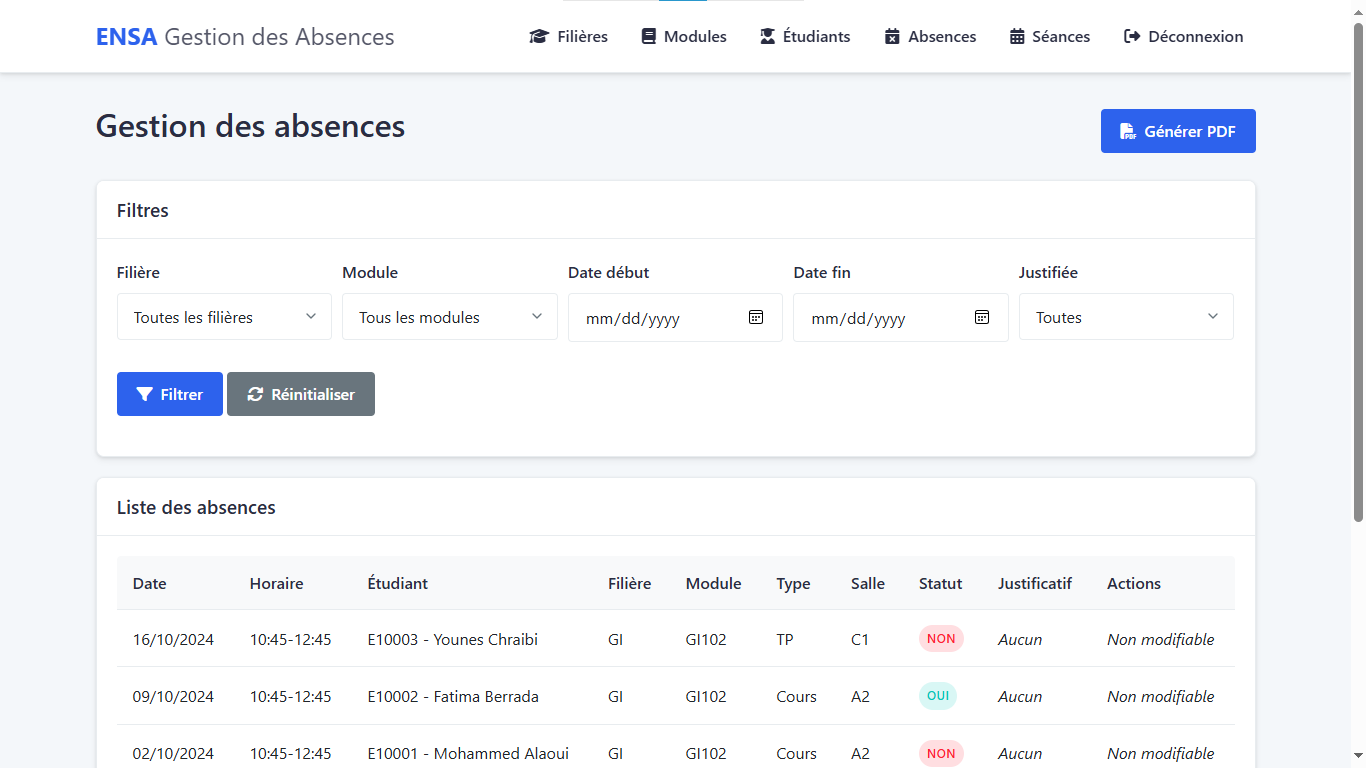 ENSA Gestion des Absences
Filières
Modules
Étudiants
Absences
Séances
Déconnexion
Gestion des absences
Générer PDF
Filtres
Filière Module Date début Date fin Justifiée
Toutes les filières Tous les modules mm/dd/yyyy mm/dd/yyyy Toutes
Filtrer Réinitialiser
Liste des absences
Date Horaire Étudiant Filière Module Type Salle Statut Justificatif Actions
16/10/2024 10:45-12:45 E10003 - Younes Chraibi GI GI102 TP C1 NON Aucun Non modifiable
09/10/2024 10:45-12:45 E10002 - Fatima Berrada GI GI102 Cours A2 OUI Aucun Non modifiable
02/10/2024 10:45-12:45 E10001 - Mohammed Alaoui GI GI102 Cours A2 NON Aucun Non modifiable